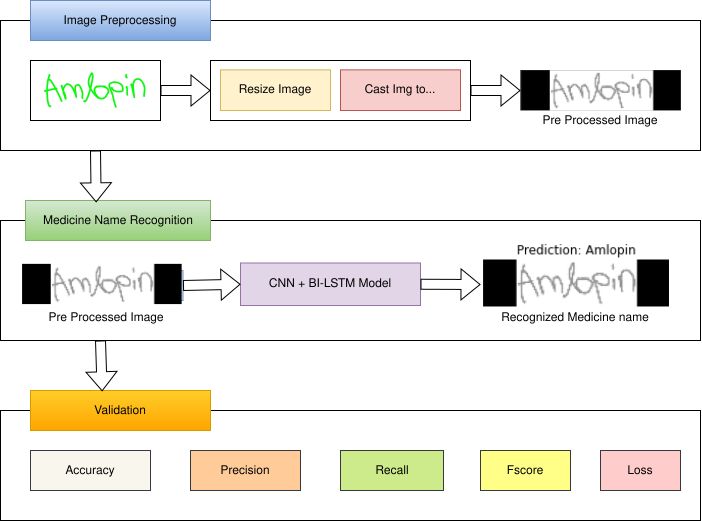 Image Preprocessing
Amlopin
Resize Image
Cast Img to...
Amlopin
Pre Processed Image
Medicine Name Recognition
Prediction: Amlopin
Amlopin
CNN + BI-LSTM Model
Amlopin
Pre Processed Image
Recognized Medicine name
Validation
Accuracy
Precision
Recall
Fscore
Loss